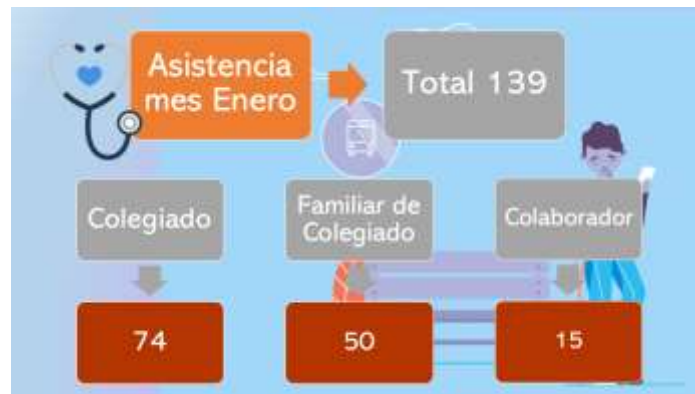 Asistencia
mes Enero
Total 139
Colegiado
Familiar de
Colegiado
Colaborador
74
50
15